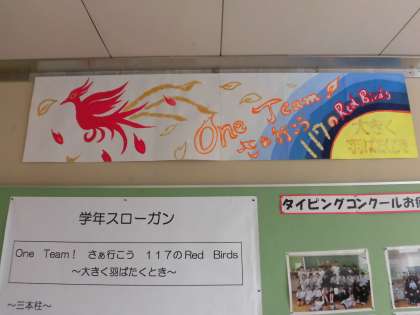 One Team!
さぁ行こう
117のRed Birds
大きく
羽ばたくとき
学年スローガン
One Team! さぁ行こう 117のRed Birds
～大きく羽ばたくとき～
～三本柱～
タイピングコンクールお